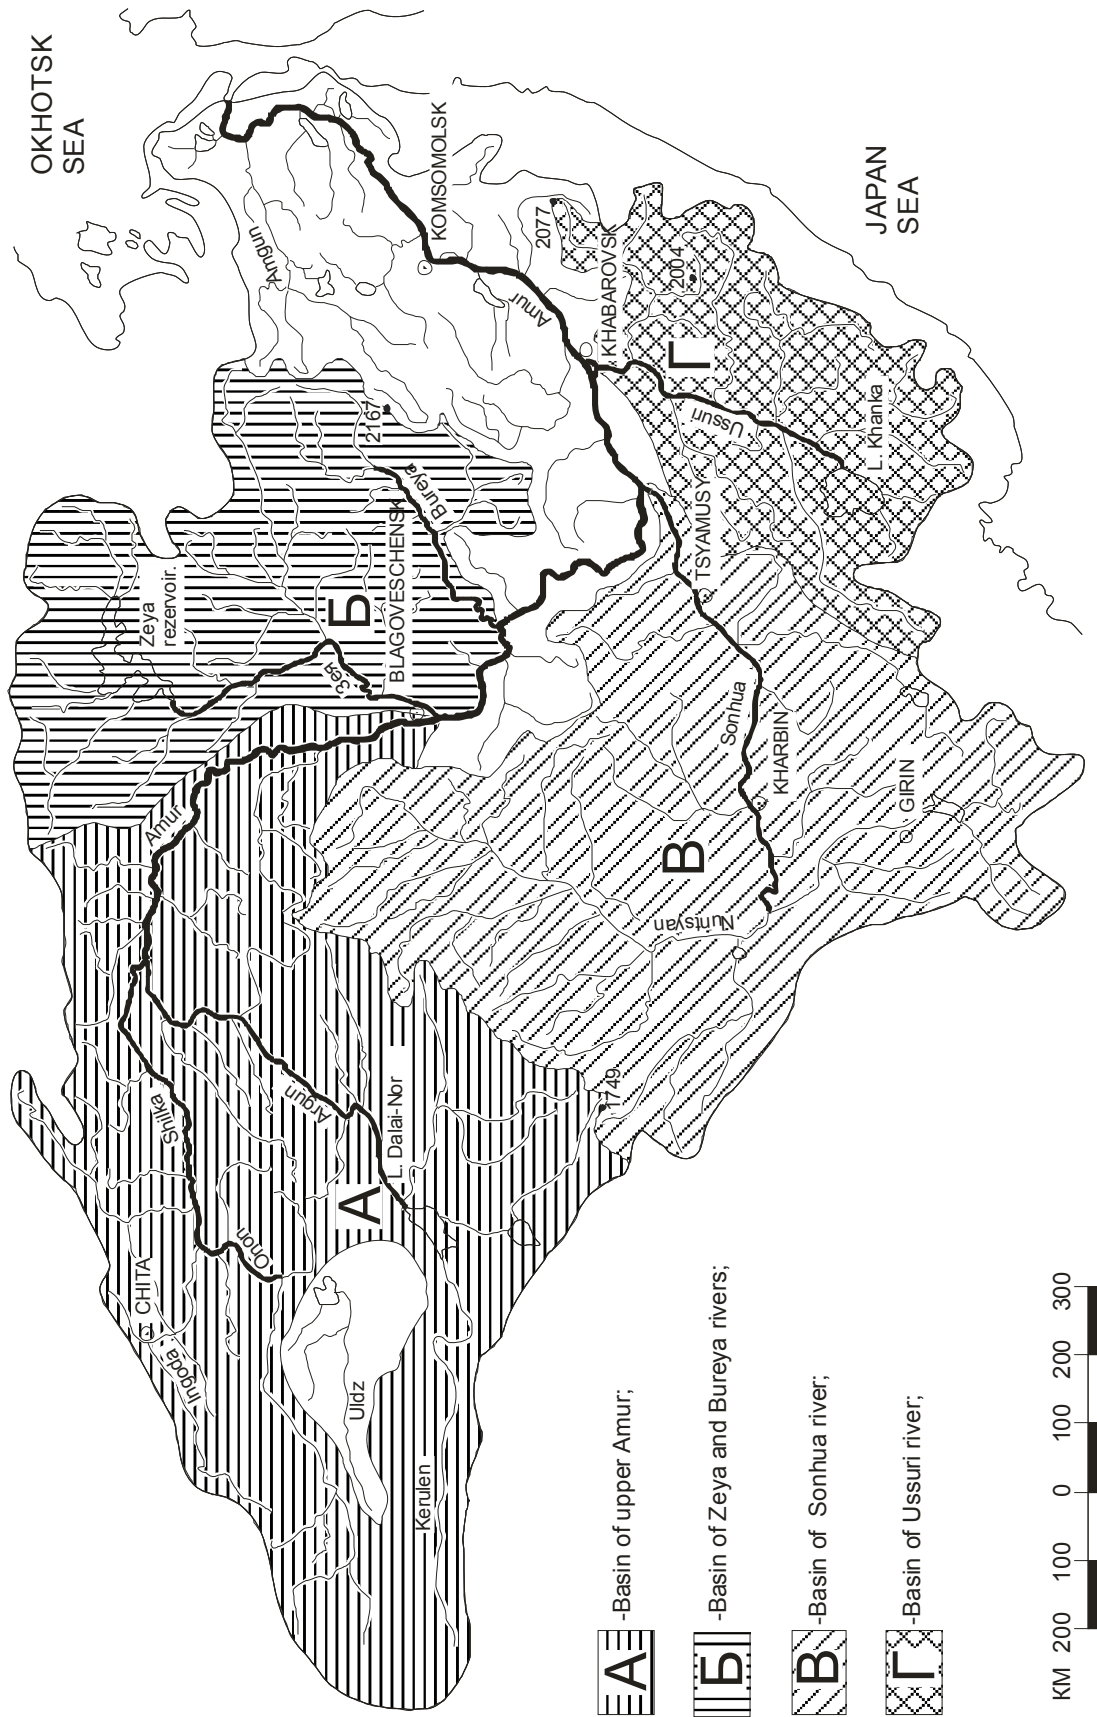 OKHOTSK
SEA
Amgun
KOMSOMOLSK
2077
KHABAROVSK
2004
JAPAN
SEA
Amur
Г
Ussuri
L. Khanka
2167
Bureya
BLAGOVESCHENSK
Б
Зея
Zeya
rezervoir.
TSYAMUSY
Sonhua
KHARBIN
GIRIN
В
Nuntsyan
Amur
Shilka
Argun
L. Dalai-Nor
1749
А
Onon
CHITA
Ingoda
Uldz
Kerulen
А -Basin of upper Amur;
Б -Basin of Zeya and Bureya rivers;
В -Basin of Sonhua river;
Г -Basin of Ussuri river;
КМ 200 100 0 100 200 300